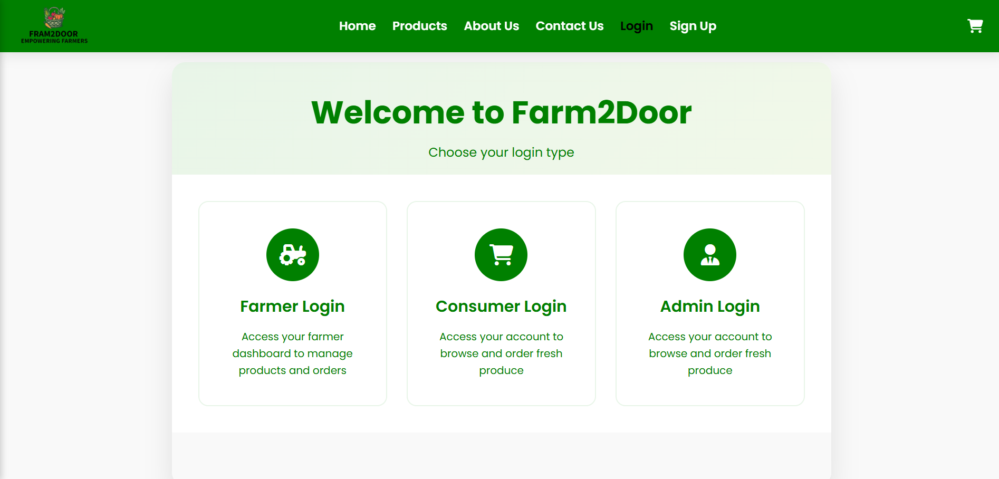 FRAM2DOOR
EMPOWERING FARMERS
Home
Products
About Us
Contact Us
Login
Sign Up
Welcome to Farm2Door
Choose your login type
Farmer Login
Access your farmer
dashboard to manage
products and orders
Consumer Login
Access your account to
browse and order fresh
produce
Admin Login
Access your account to
browse and order fresh
produce